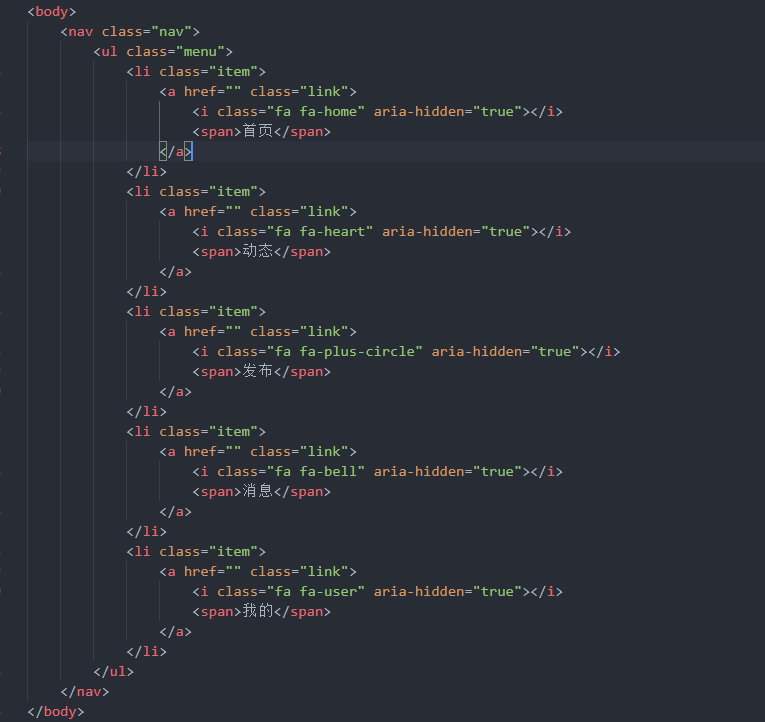 <body>
<nav class="nav">
<ul class="menu">
<li class="item">
<a href="" class="link">
<i class="fa fa-home" aria-hidden="true"></i>
<span>首页</span>
</a>
</li>
<li class="item">
<a href="" class="link">
<i class="fa fa-heart" aria-hidden="true"></i>
<span>动态</span>
</a>
</li>
<li class="item">
<a href="" class="link">
<i class="fa fa-plus-circle" aria-hidden="true"></i>
<span>发布</span>
</a>
</li>
<li class="item">
<a href="" class="link">
<i class="fa fa-bell" aria-hidden="true"></i>
<span>消息</span>
</a>
</li>
<li class="item">
<a href="" class="link">
<i class="fa fa-user" aria-hidden="true"></i>
<span>我的</span>
</a>
</li>
</ul>
</nav>
</body>